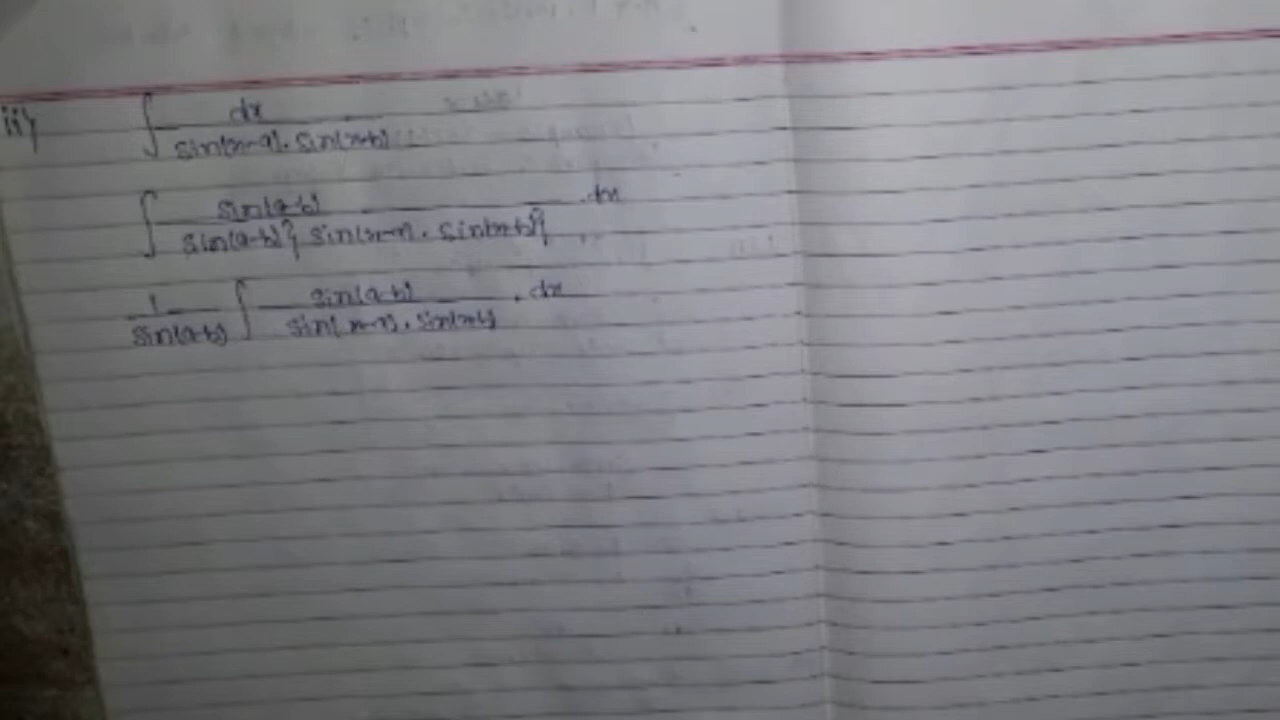 ii) ∫ dx / sin(x-a). sin(x-b)
∫ sin(a-b) / sin(a-b) { sin(x-a). sin(x-b)} . dx
1 / sin(a-b) ∫ sin(a-b) / sin(x-a). sin(x-b) . dx